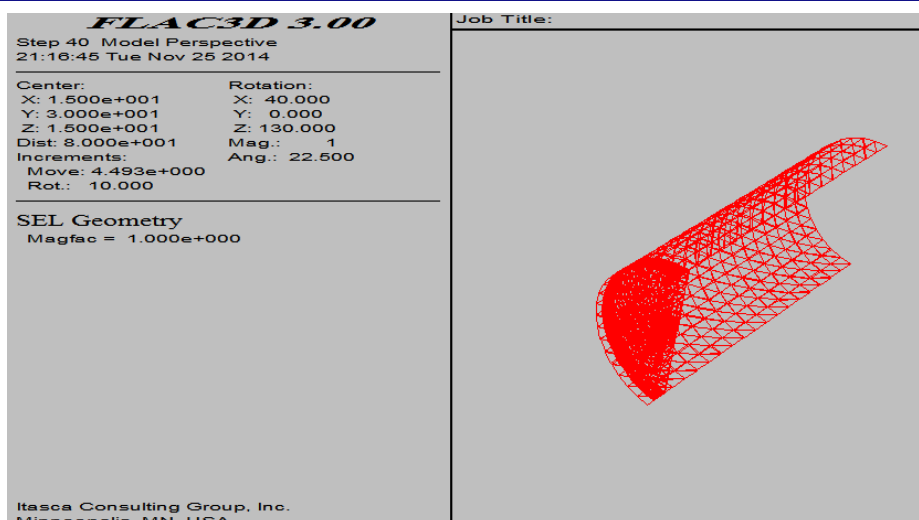 FLAC3D 3.00
Step 40 Model Perspective
21:16:45 Tue Nov 25 2014
Center:
X: 1.500e+001
Y: 3.000e+001
Z: 1.500e+001
Dist: 8.000e+001
Increments:
Move: 4.493e+000
Rot.: 10.000
Rotation:
X: 40.000
Y: 0.000
Z: 130.000
Mag.: 1
Ang.: 22.500
SEL Geometry
Magfac = 1.000e+000
Itasca Consulting Group, Inc.
Minneapolis, MN USA
Job Title: